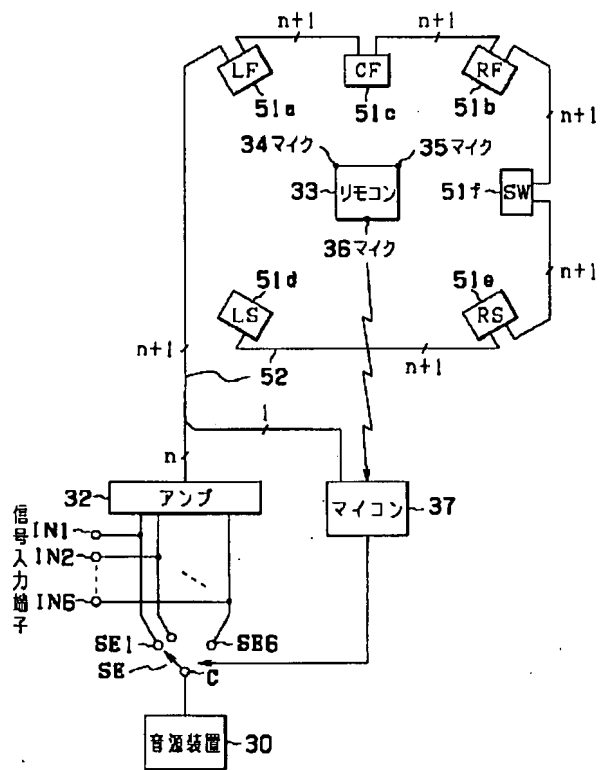 n+1
n+1
LF
CF
RF
51a
51c
51b
n+1
34マイク
35マイク
33
リモコン
51f
SW
36マイク
51d
LS
51e
RS
n+1
n+1
52
n+1
1
n
32
アンプ
マイコン
37
信号入力端子
IN1
IN2
IN6
SE1
SE6
SE
C
音源装置
30